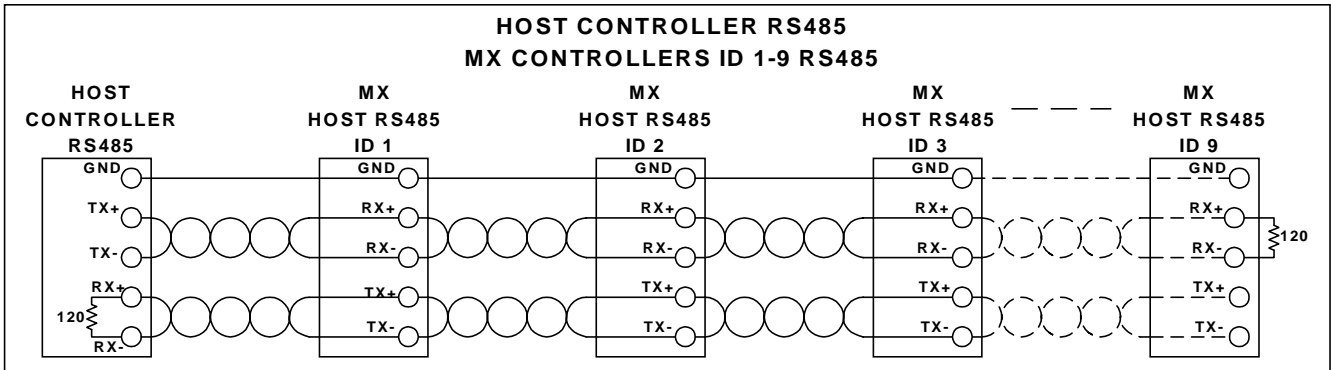 HOST CONTROLLER RS485
MX CONTROLLERS ID 1-9 RS485
HOST
CONTROLLER
RS485
GND
TX+
TX-
RX+
120
RX-
MX
HOST RS485
ID 1
GND
RX+
RX-
TX+
TX-
MX
HOST RS485
ID 2
GND
RX+
RX-
TX+
TX-
MX
HOST RS485
ID 3
GND
RX+
RX-
TX+
TX-
MX
HOST RS485
ID 9
GND
RX+
RX-
120
TX+
TX-